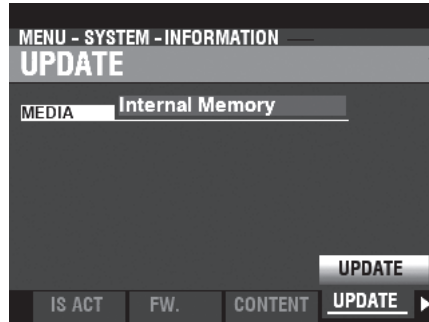 MENU - SYSTEM - INFORMATION
UPDATE
MEDIA Internal Memory
UPDATE
IS ACT FW. CONTENT UPDATE